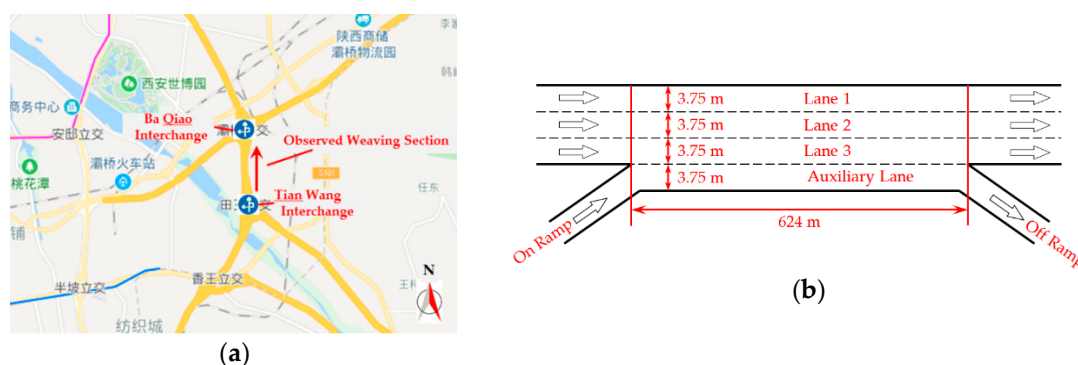 陕西商储
灞桥物流园
西安世博园
商务中心
安邸立交
灞桥火车站
桃花潭
铺
Ba Qiao
Interchange
Observed Weaving Section
S101
任东
Tian Wang
Interchange
香王立交
半坡立交
纺织城
N
(a)
3.75 m
Lane 1
3.75 m
Lane 2
3.75 m
Lane 3
3.75 m
Auxiliary Lane
624 m
On Ramp
Off Ramp
(b)